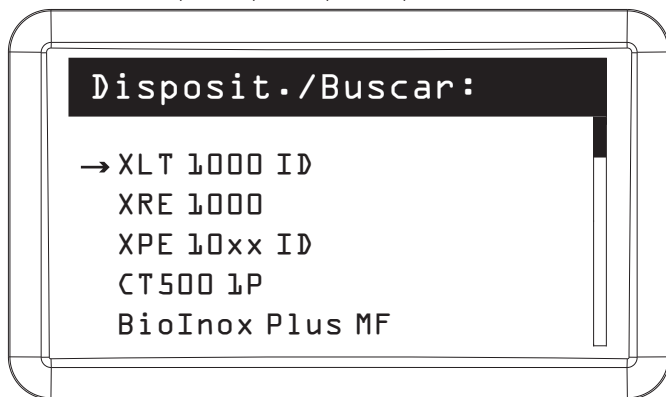 Disposit./Buscar:
→ XLT 1000 ID
XRE 1000
XPE 10xx ID
CT500 1P
BioInox Plus MF